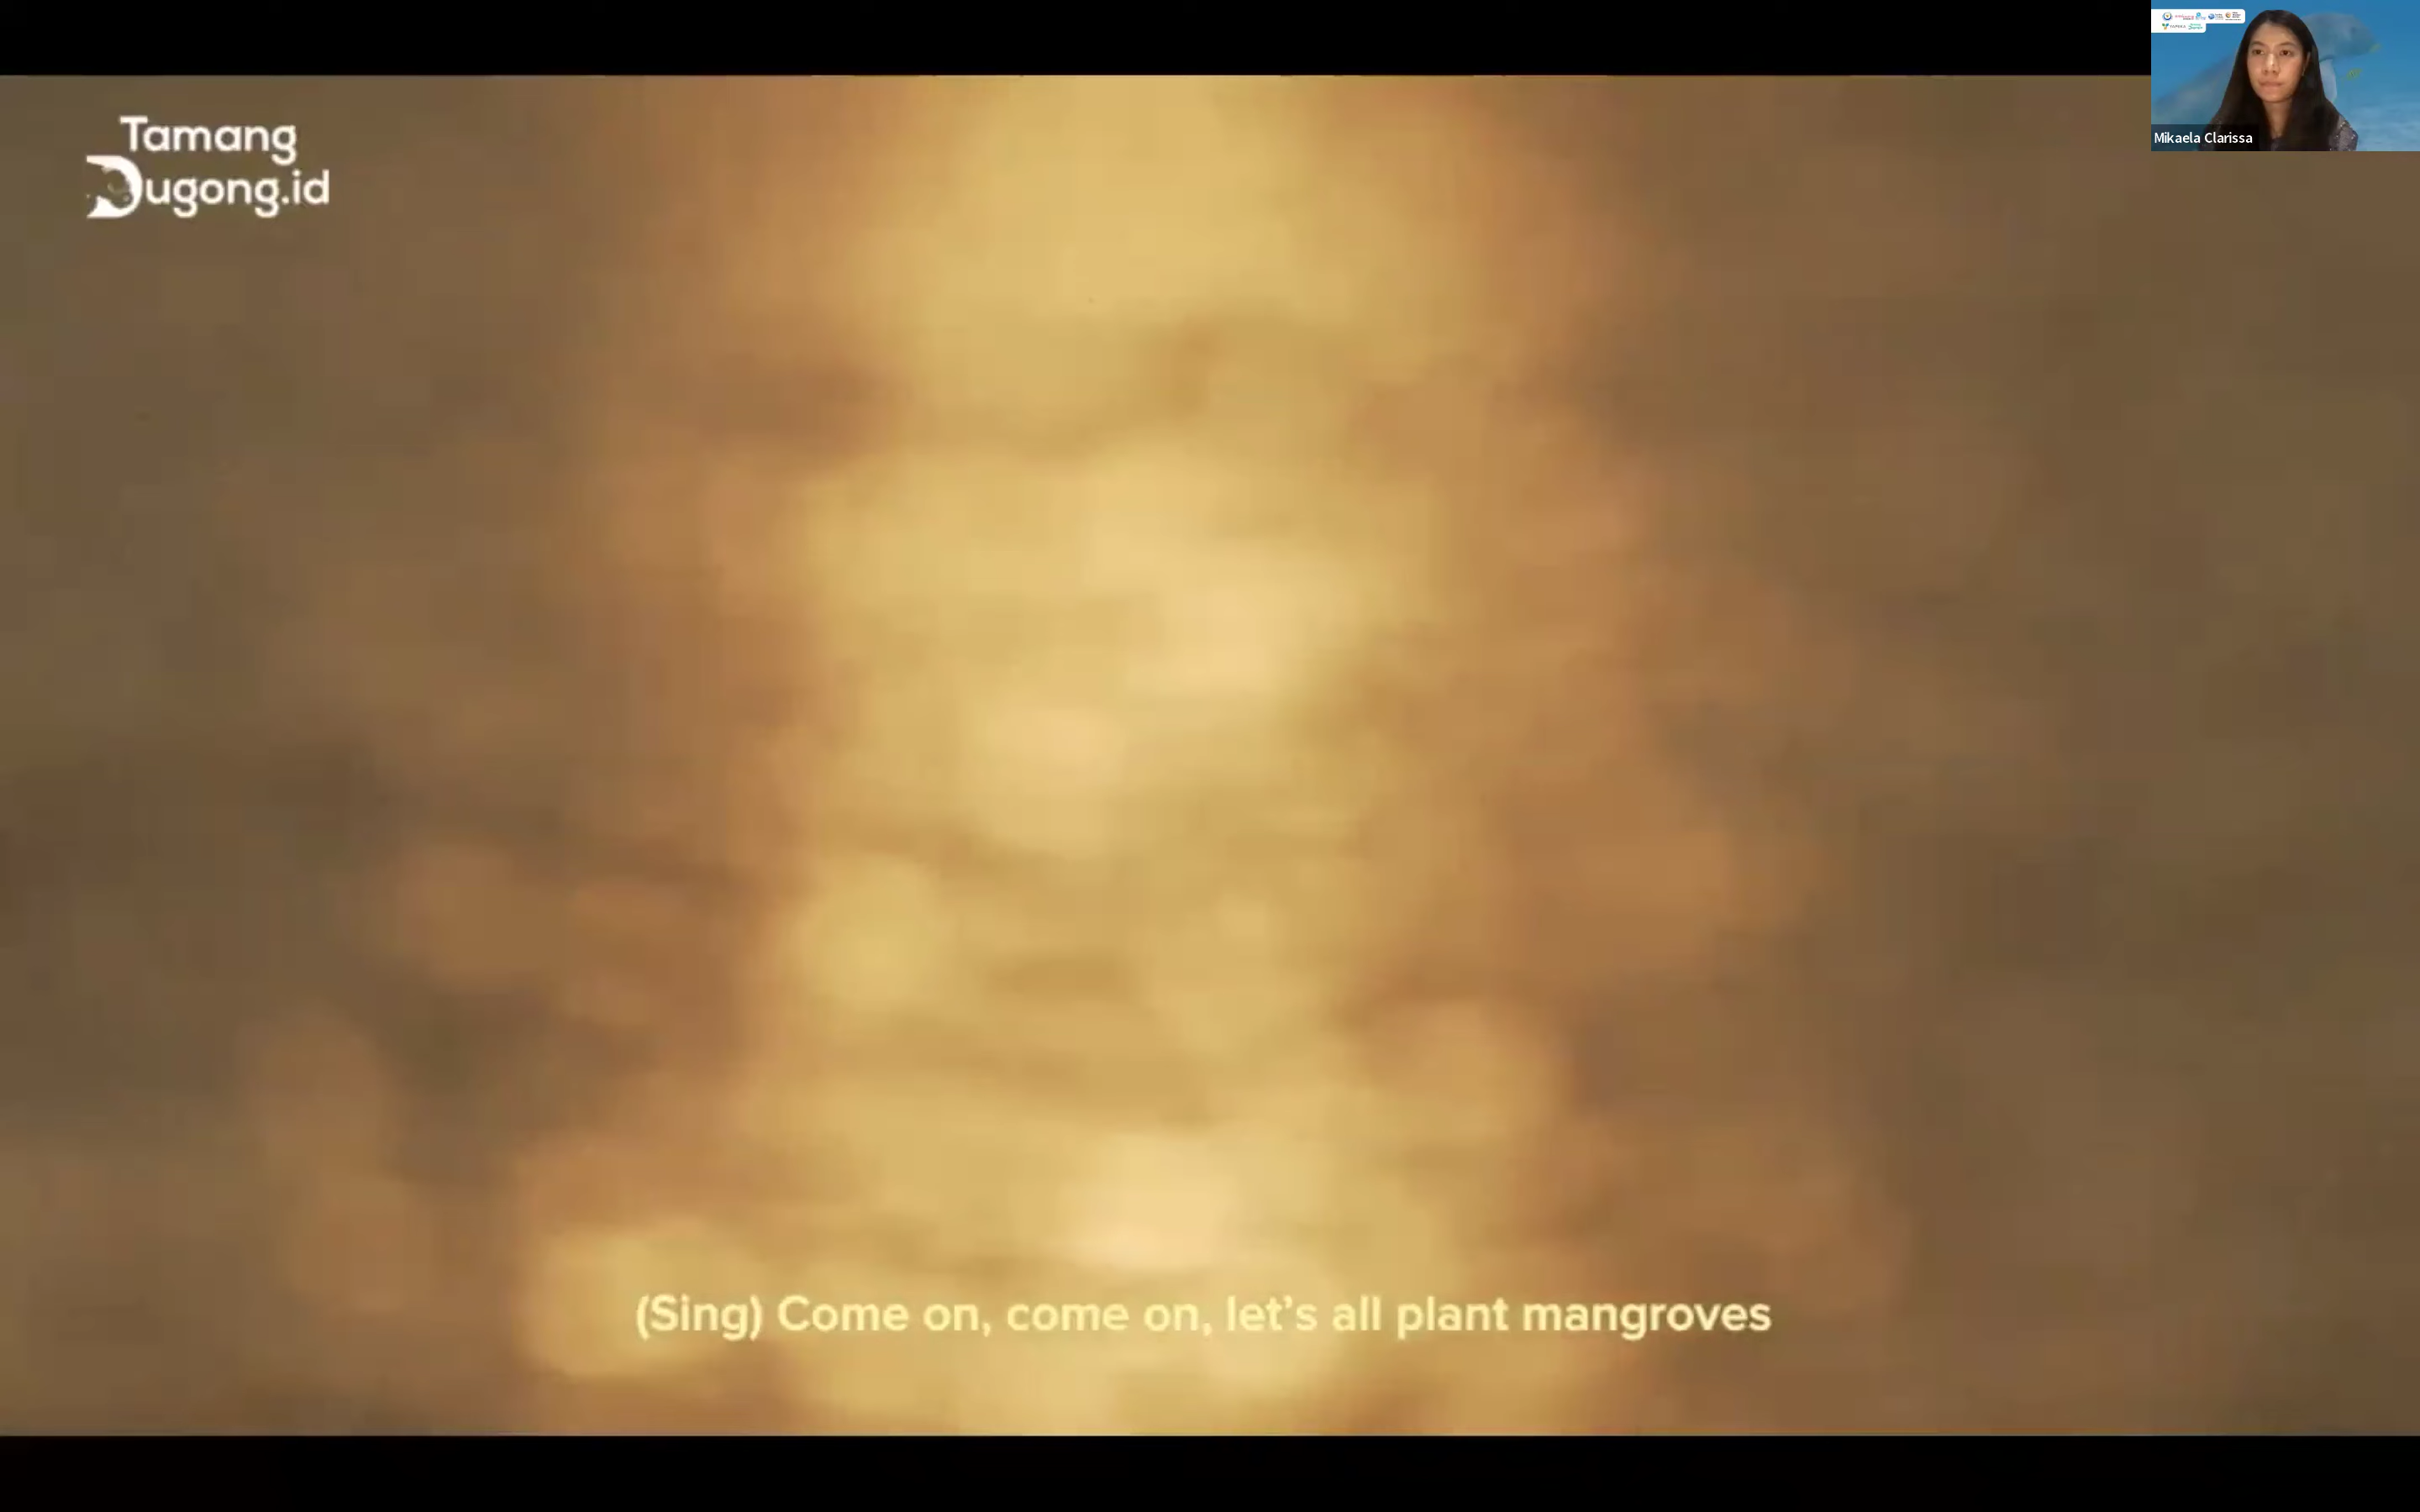 Tamang
Dugong.id
Mikaela Clarissa
(Sing) Come on, come on, let's all plant mangroves